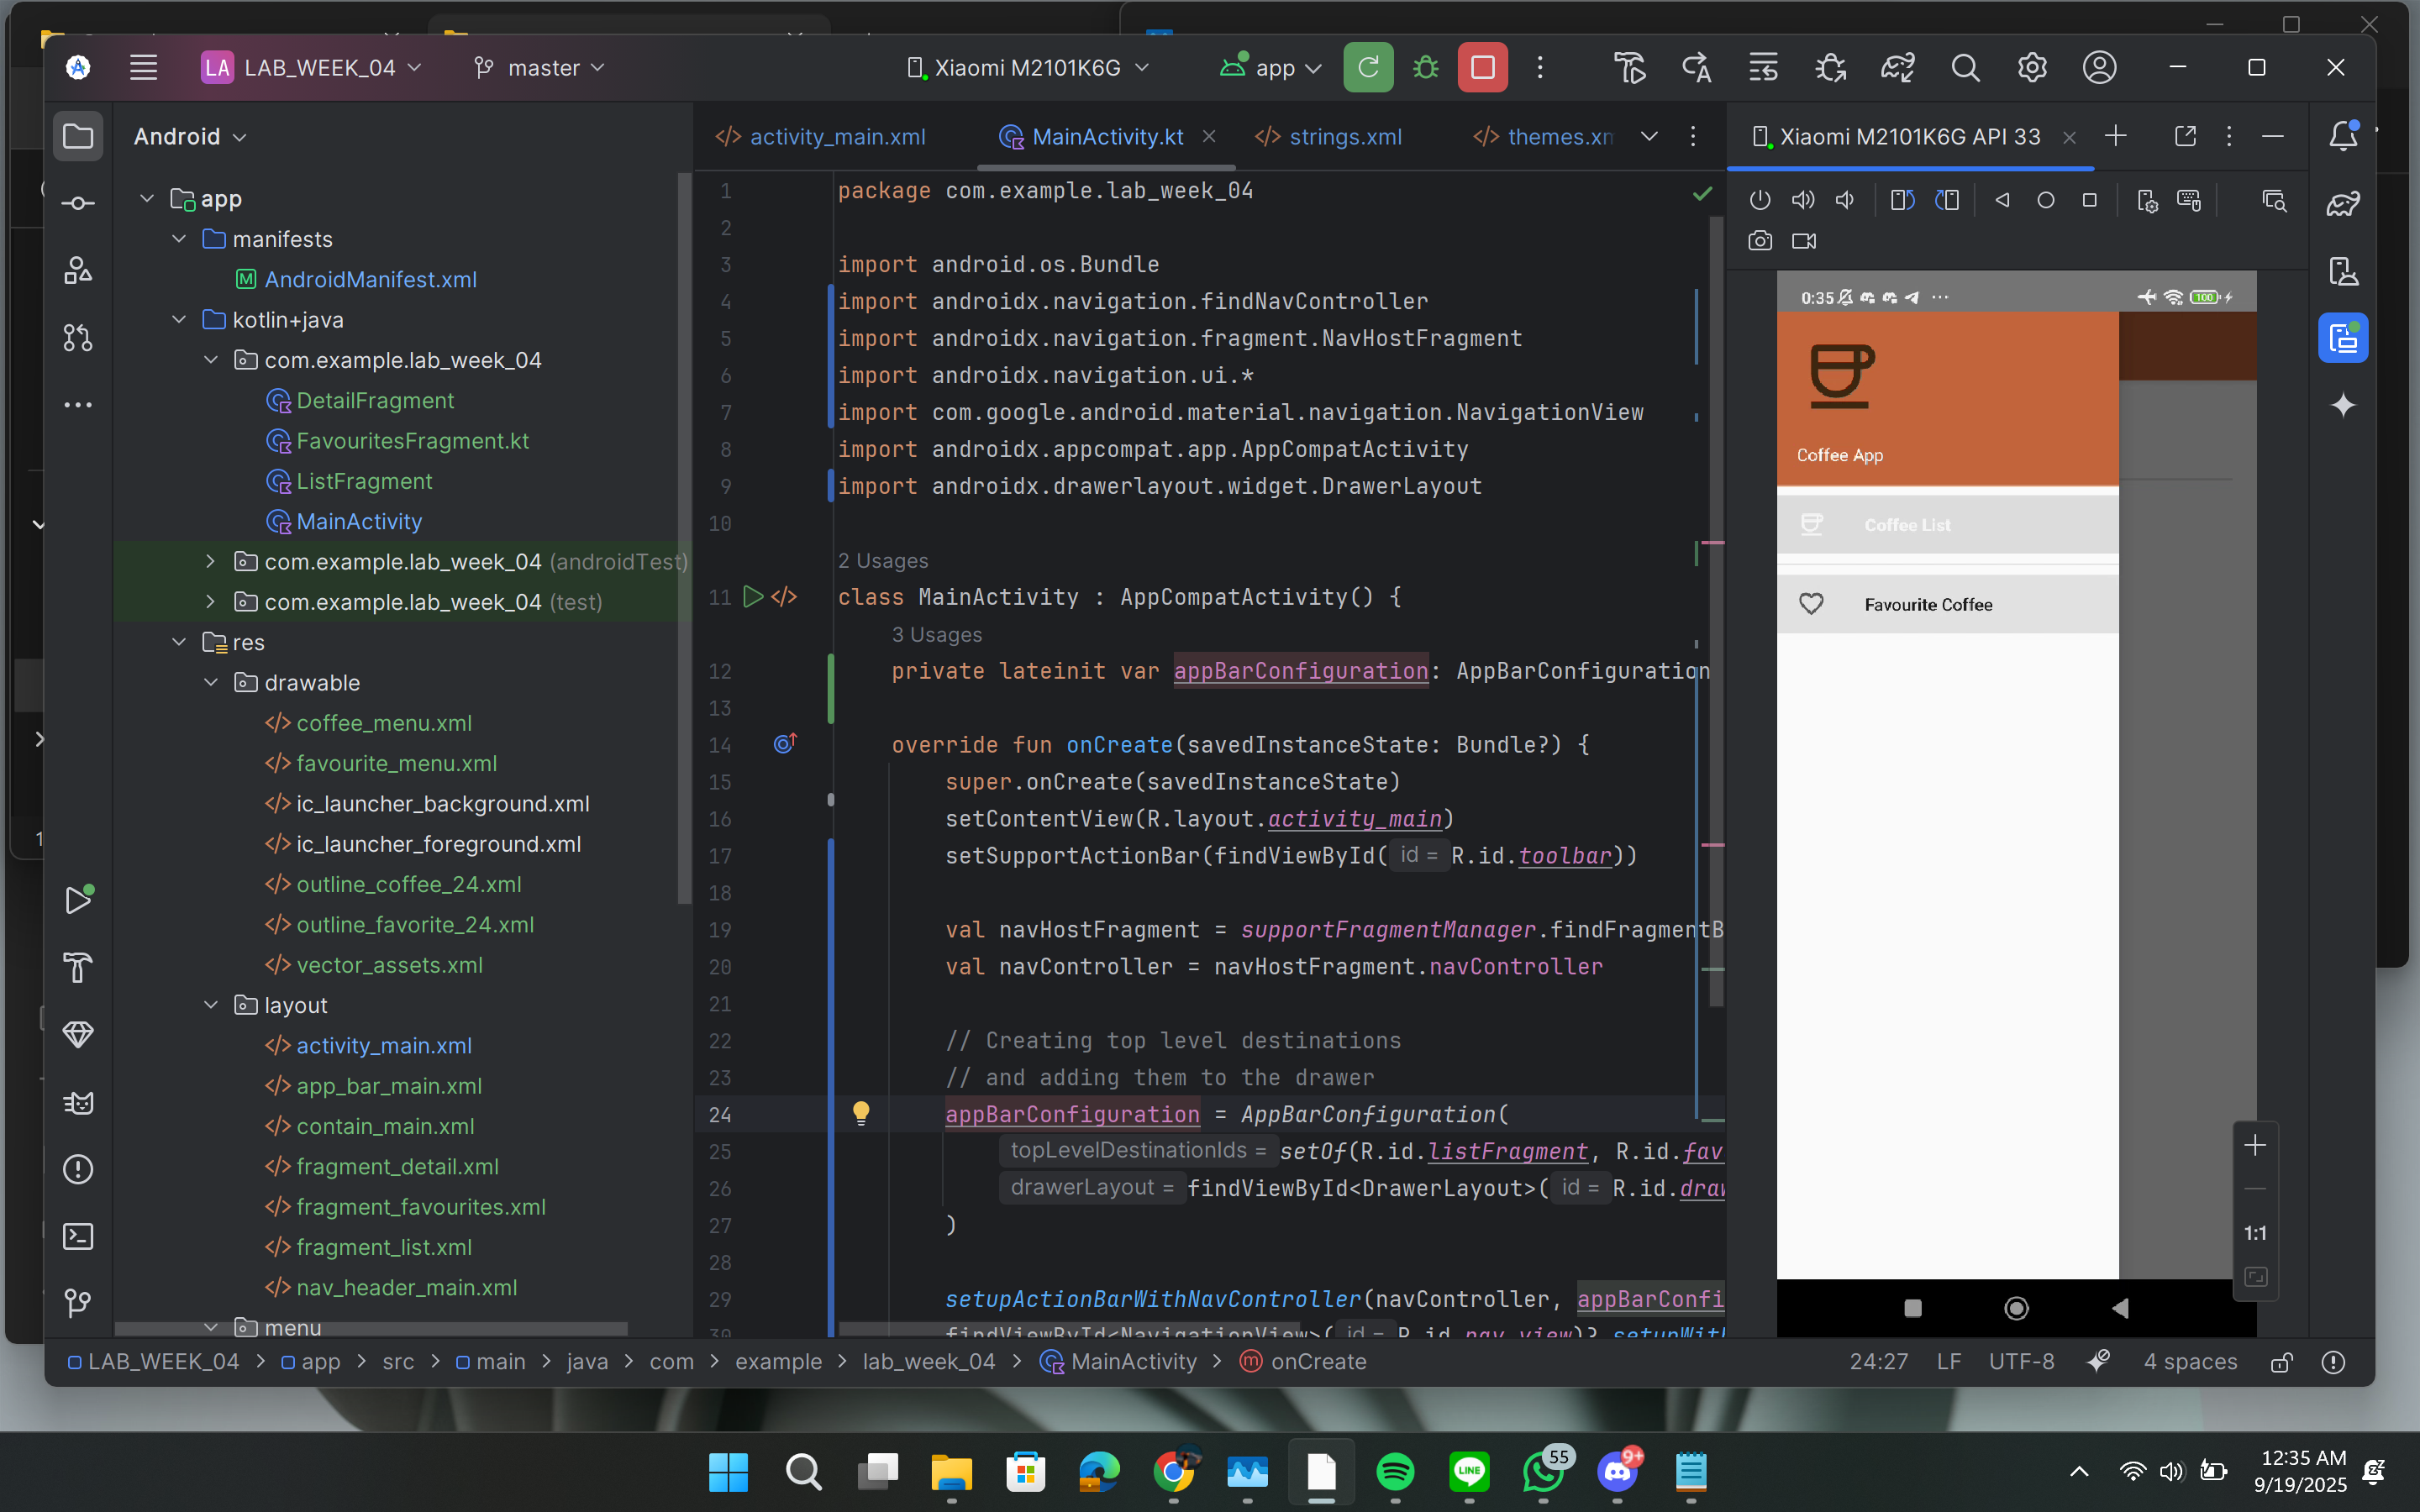 LA LAB_WEEK_04 master Xiaomi M2101K6G app
Android
app
manifests
AndroidManifest.xml
kotlin+java
com.example.lab_week_04
DetailFragment
FavouritesFragment.kt
ListFragment
MainActivity
com.example.lab_week_04 (androidTest)
com.example.lab_week_04 (test)
res
drawable
coffee_menu.xml
favourite_menu.xml
ic_launcher_background.xml
ic_launcher_foreground.xml
outline_coffee_24.xml
outline_favorite_24.xml
vector_assets.xml
layout
activity_main.xml
app_bar_main.xml
contain_main.xml
fragment_detail.xml
fragment_favourites.xml
fragment_list.xml
nav_header_main.xml
menu
activity_main.xml MainActivity.kt strings.xml themes.xm
1 package com.example.lab_week_04
2
3 import android.os.Bundle
4 import androidx.navigation.findNavController
5 import androidx.navigation.fragment.NavHostFragment
6 import androidx.navigation.ui.*
7 import com.google.android.material.navigation.NavigationView
8 import androidx.appcompat.app.AppCompatActivity
9 import androidx.drawerlayout.widget.DrawerLayout
10
2 Usages
11 class MainActivity : AppCompatActivity() {
3 Usages
12 private lateinit var appBarConfiguration: AppBarConfiguration
13
14 override fun onCreate(savedInstanceState: Bundle?) {
15 super.onCreate(savedInstanceState)
16 setContentView(R.layout.activity_main)
17 setSupportActionBar(findViewById( id = R.id.toolbar))
18
19 val navHostFragment = supportFragmentManager.findFragmentB
20 val navController = navHostFragment.navController
21
22 // Creating top level destinations
23 // and adding them to the drawer
24 appBarConfiguration = AppBarConfiguration(
25 topLevelDestinationIds = setOf(R.id.listFragment, R.id.fav
26 drawerLayout = findViewById<DrawerLayout>( id = R.id.draw
27 )
28
29 setupActionBarWithNavController(navController, appBarConfi
30 findViewById<NavigationView>( id = R.id.nav_view)?.setupWit
Xiaomi M2101K6G API 33
0:35 100
Coffee App
Coffee List
Favourite Coffee
1:1
LAB_WEEK_04 > app > src > main > java > com > example > lab_week_04 > MainActivity > onCreate
24:27 LF UTF-8 4 spaces
LINE 55 9+
12:35 AM
9/19/2025